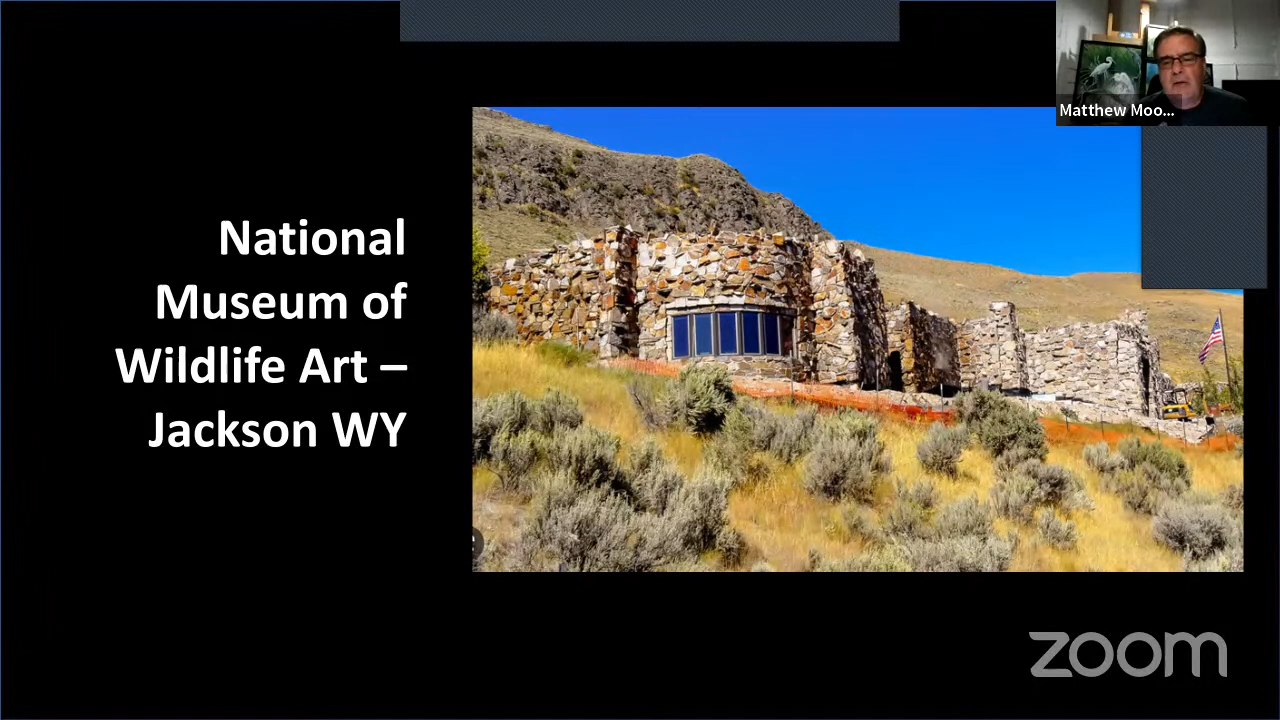 Matthew Moo...
National
Museum of
Wildlife Art –
Jackson WY
zoom